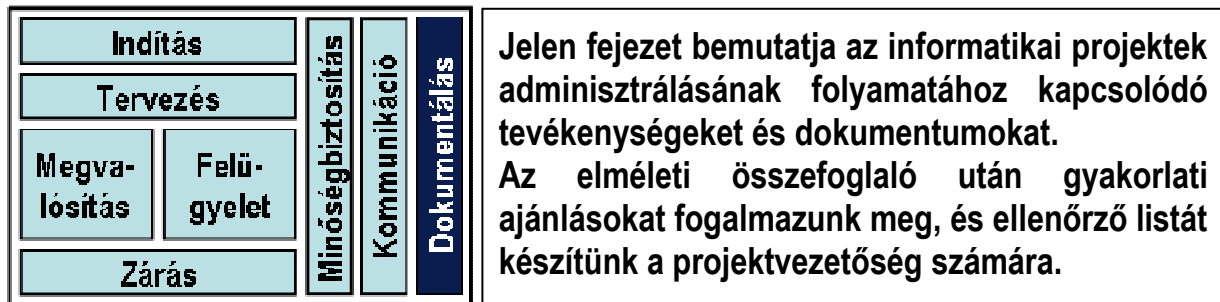 Indítás
Tervezés
Megva-
lósítás
Felü-
gyelet
Zárás
Minőségbiztosítás
Kommunikáció
Dokumentálás
Jelen fejezet bemutatja az informatikai projektek
adminisztrálásának folyamatához kapcsolódó
tevékenységeket és dokumentumokat.
Az elméleti összefoglaló után gyakorlati
ajánlásokat fogalmazunk meg, és ellenőrző listát
készítünk a projektvezetőség számára.